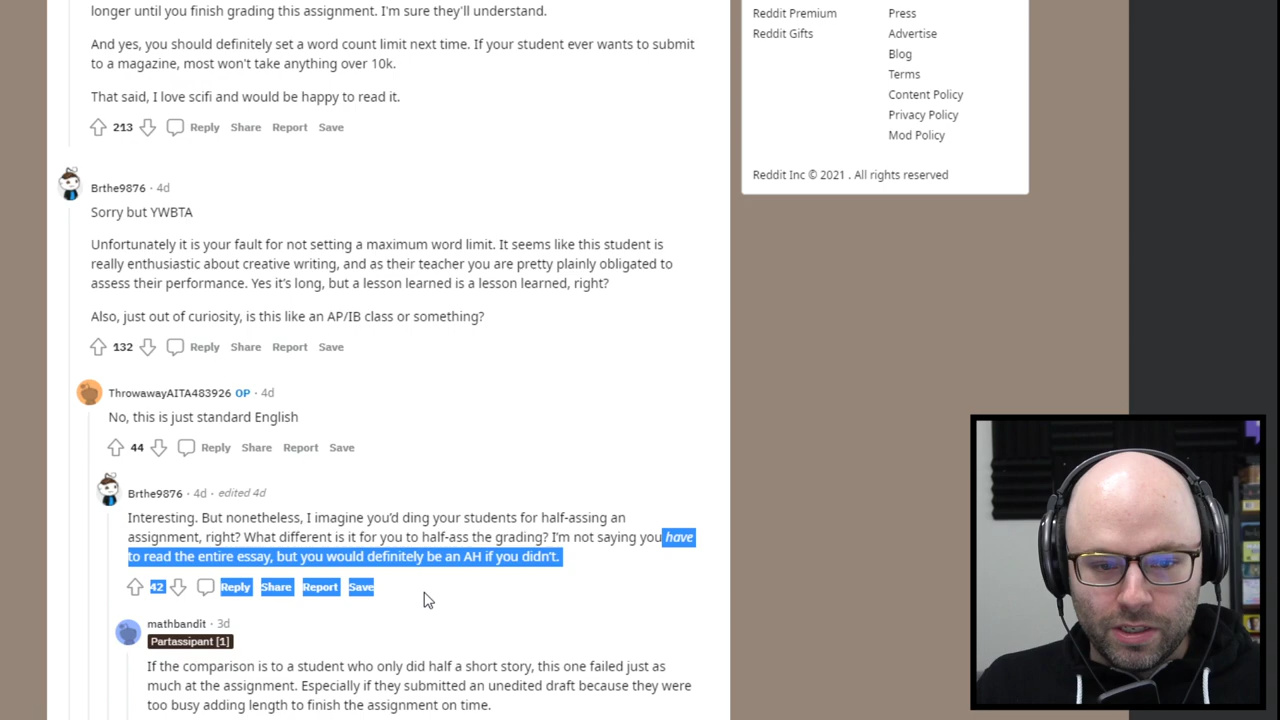 longer until you finish grading this assignment. I'm sure they'll understand.
And yes, you should definitely set a word count limit next time. If your student ever wants to submit
to a magazine, most won't take anything over 10k.
That said, I love scifi and would be happy to read it.
213 Reply Share Report Save
Brthe9876 · 4d
Sorry but YWBTA
Unfortunately it is your fault for not setting a maximum word limit. It seems like this student is
really enthusiastic about creative writing, and as their teacher you are pretty plainly obligated to
assess their performance. Yes it's long, but a lesson learned is a lesson learned, right?
Also, just out of curiosity, is this like an AP/IB class or something?
132 Reply Share Report Save
ThrowawayAITA483926 OP · 4d
No, this is just standard English
44 Reply Share Report Save
Brthe9876 · 4d · edited 4d
Interesting. But nonetheless, I imagine you'd ding your students for half-assing an
assignment, right? What different is it for you to half-ass the grading? I'm not saying you have
to read the entire essay, but you would definitely be an AH if you didn't.
42 Reply Share Report Save
mathbandit · 3d
Partassipant [1]
If the comparison is to a student who only did half a short story, this one failed just as
much at the assignment. Especially if they submitted an unedited draft because they were
too busy adding length to finish the assignment on time.
Reddit Premium
Reddit Gifts
Press
Advertise
Blog
Terms
Content Policy
Privacy Policy
Mod Policy
Reddit Inc © 2021 . All rights reserved